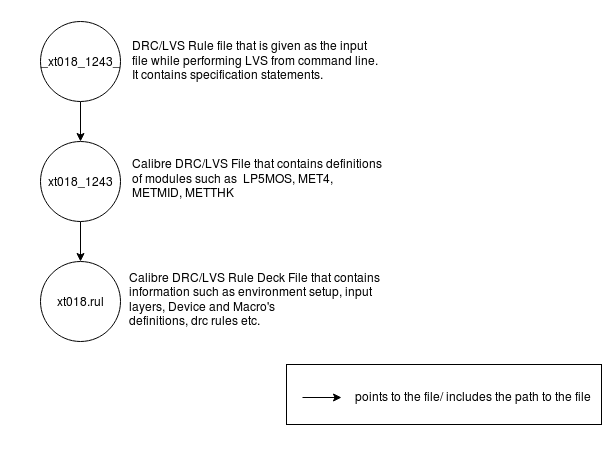 _xt018_1243_
DRC/LVS Rule file that is given as the input
file while performing LVS from command line.
It contains specification statements.
xt018_1243
Calibre DRC/LVS File that contains definitions
of modules such as  LP5MOS, MET4,
METMID, METTHK
xt018.rul
Calibre DRC/LVS Rule Deck File that contains
information such as environment setup, input
layers, Device and Macro's
definitions, drc rules etc.
points to the file/ includes the path to the file